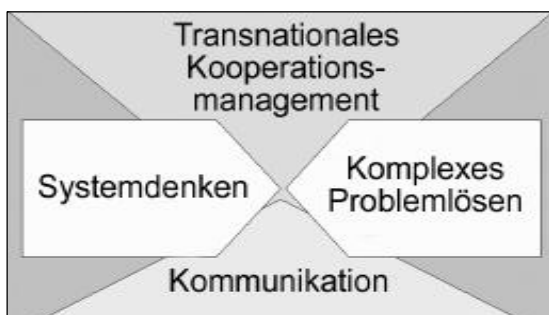 Transnationales
Kooperations-
management
Systemdenken
Komplexes
Problemlösen
Kommunikation